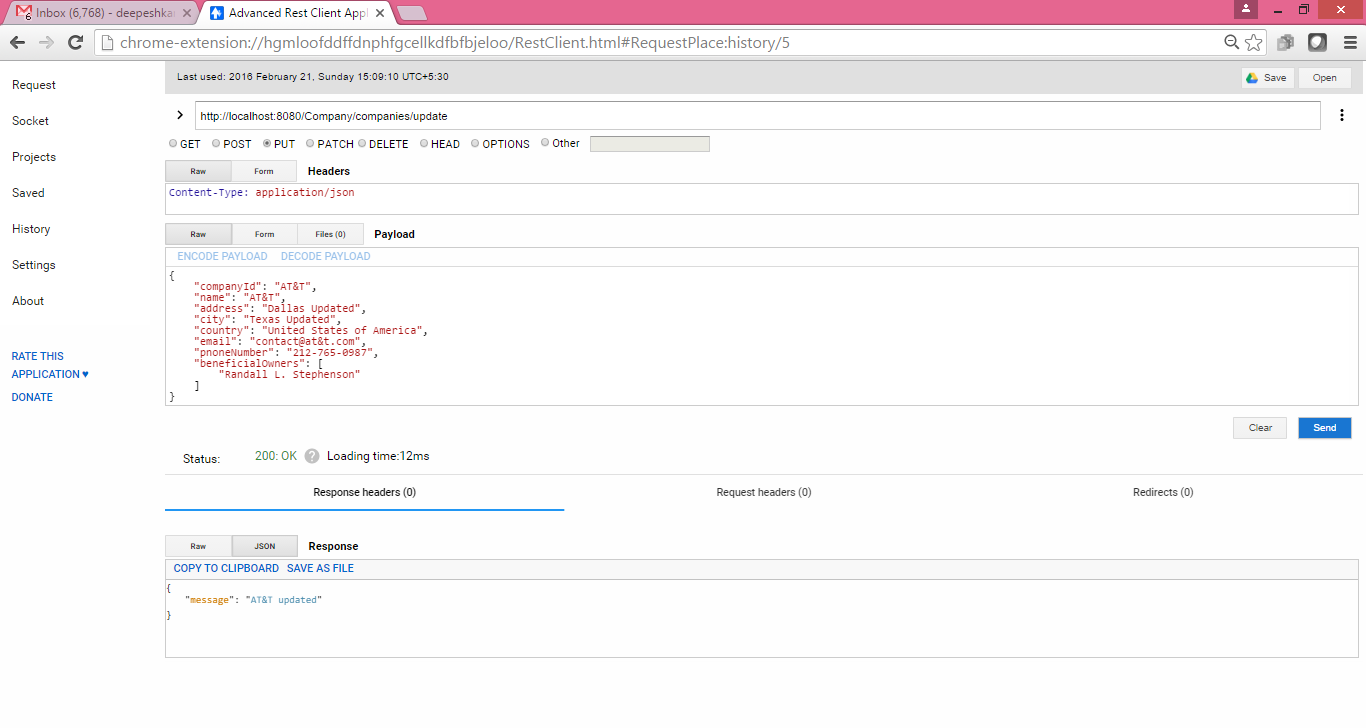 Inbox (6,768) - deepeshka
Advanced Rest Client Appl
chrome-extension://hgmloofddffdnphfgcellkdfbfbjeloo/RestClient.html#RequestPlace:history/5
Request
Socket
Projects
Saved
History
Settings
About
RATE THIS
APPLICATION ♥
DONATE
Last used: 2016 February 21, Sunday 15:09:10 UTC+5:30
Save
Open
http://localhost:8080/Company/companies/update
GET POST PUT PATCH DELETE HEAD OPTIONS Other
Raw Form Headers
Content-Type: application/json
Raw Form Files (0) Payload
ENCODE PAYLOAD DECODE PAYLOAD
{
"companyId": "AT&T",
"name": "AT&T",
"address": "Dallas Updated",
"city": "Texas Updated",
"country": "United States of America",
"email": "contact@at&t.com",
"pnoneNumber": "212-765-0987",
"beneficialOwners": [
"Randall L. Stephenson"
]
}
Clear Send
Status: 200: OK ? Loading time:12ms
Response headers (0) Request headers (0) Redirects (0)
Raw JSON Response
COPY TO CLIPBOARD SAVE AS FILE
{
"message": "AT&T updated"
}